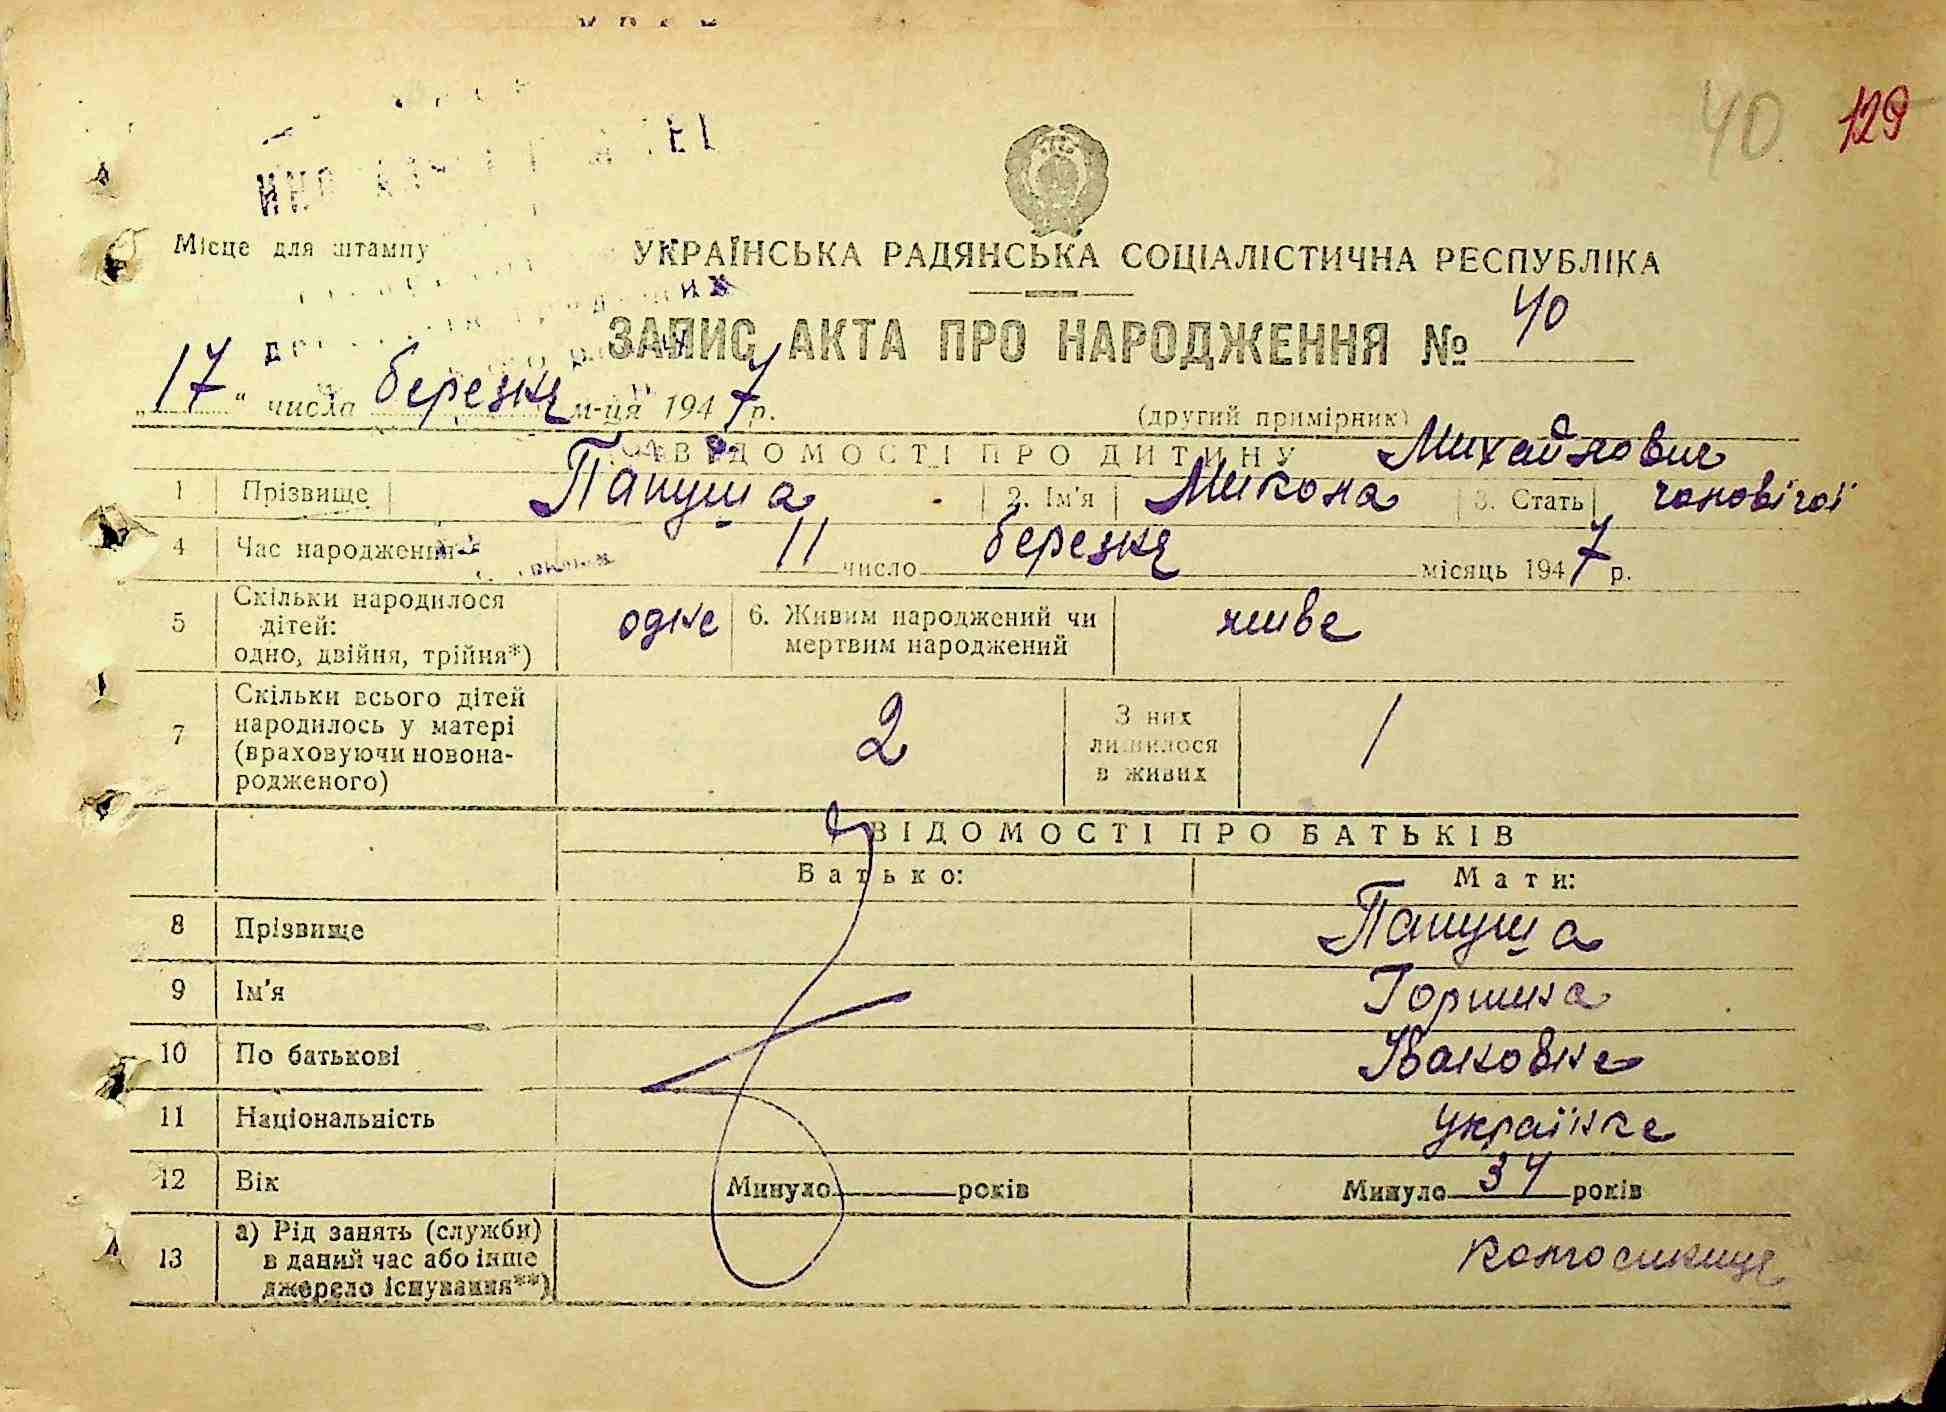 40 129
Місце для штампу
УКРАЇНСЬКА РАДЯНСЬКА СОЦІАЛІСТИЧНА РЕСПУБЛІКА
ЗАПИС АКТА ПРО НАРОДЖЕННЯ № 40
„17“ числа березня м-ця 1947 р.
(другий примірник)
ВІДОМОСТІ ПРО ДИТИНУ Михайлович
1 Прізвище Папуша 2. Ім'я Микола 3. Стать чоловічої
4 Час народження 11 число березня місяць 1947 р.
5 Скільки народилося дітей: одно, двійня, трійня*) одне 6. Живим народжений чи мертвим народжений живе
7 Скільки всього дітей народилось у матері (враховуючи новонародженого) 2 З них лишилося в живих 1
ВІДОМОСТІ ПРО БАТЬКІВ
Батько: Мати:
8 Прізвище Папуша
9 Ім'я Горпина
10 По батькові Івановна
11 Національність українка
12 Вік Минуло років Минуло 34 років
13 а) Рід занять (служби) в даний час або інше джерело існування**) колгоспниця